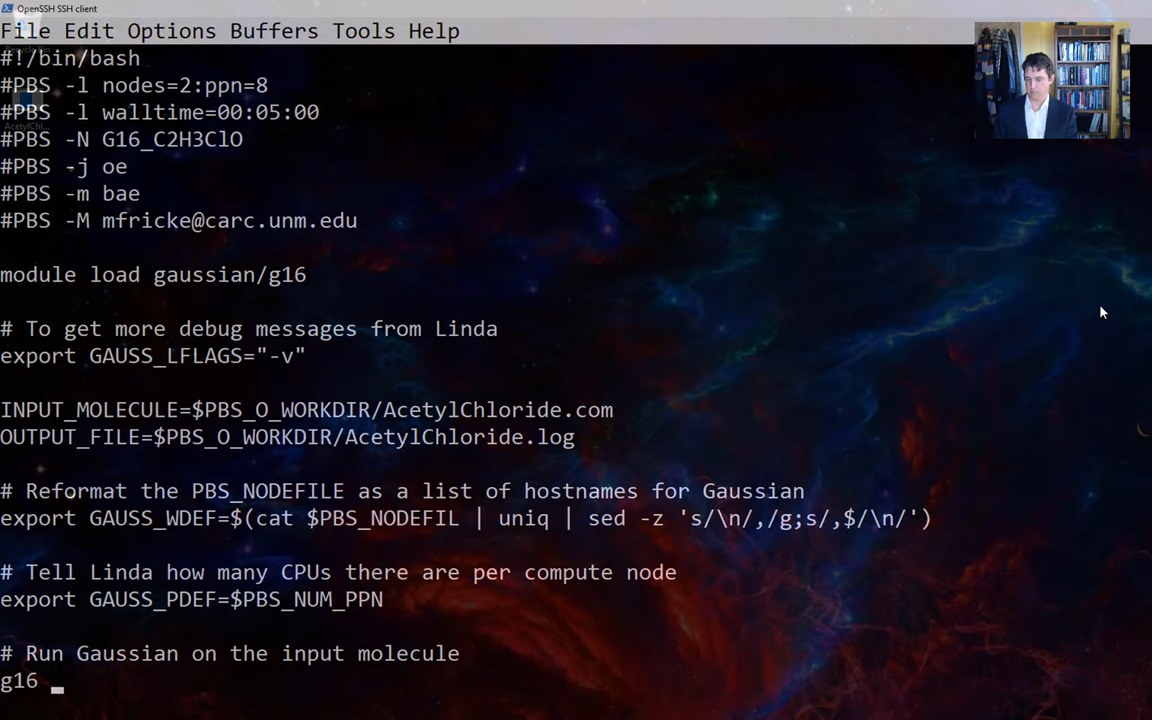 OpenSSH SSH client
File Edit Options Buffers Tools Help
#!/bin/bash
#PBS -l nodes=2:ppn=8
#PBS -l walltime=00:05:00
#PBS -N G16_C2H3ClO
#PBS -j oe
#PBS -m bae
#PBS -M mfricke@carc.unm.edu
module load gaussian/g16
# To get more debug messages from Linda
export GAUSS_LFLAGS="-v"
INPUT_MOLECULE=$PBS_O_WORKDIR/AcetylChloride.com
OUTPUT_FILE=$PBS_O_WORKDIR/AcetylChloride.log
# Reformat the PBS_NODEFILE as a list of hostnames for Gaussian
export GAUSS_WDEF=$(cat $PBS_NODEFIL | uniq | sed -z 's/\n/,/g;s/,$/\n/')
# Tell Linda how many CPUs there are per compute node
export GAUSS_PDEF=$PBS_NUM_PPN
# Run Gaussian on the input molecule
g16